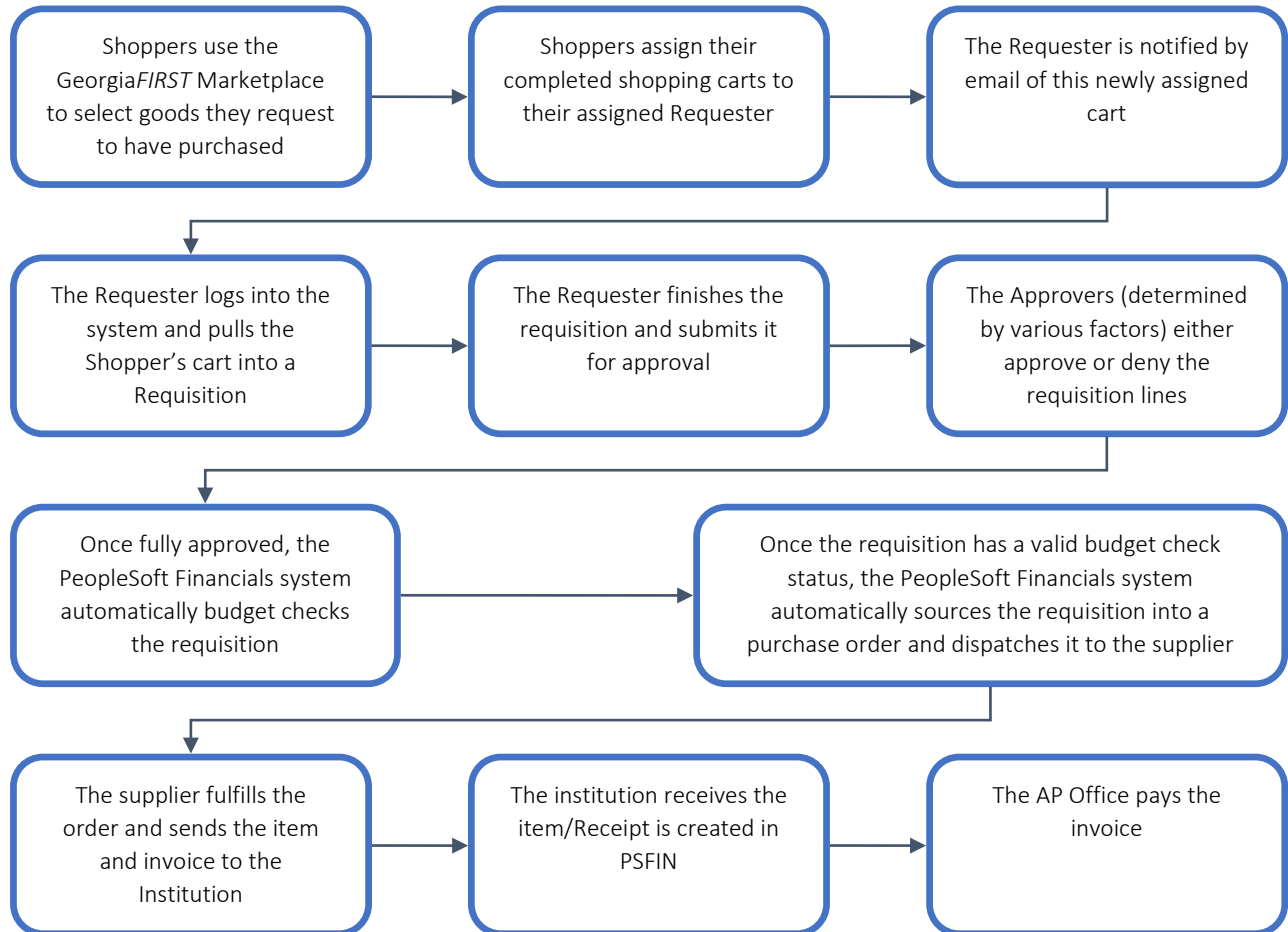 Shoppers use the
GeorgiaFIRST Marketplace
to select goods they request
to have purchased
Shoppers assign their
completed shopping carts to
their assigned Requester
The Requester is notified by
email of this newly assigned
cart
The Requester logs into the
system and pulls the
Shopper’s cart into a
Requisition
The Requester finishes the
requisition and submits it
for approval
The Approvers (determined
by various factors) either
approve or deny the
requisition lines
Once fully approved, the
PeopleSoft Financials system
automatically budget checks
the requisition
Once the requisition has a valid budget check
status, the PeopleSoft Financials system
automatically sources the requisition into a
purchase order and dispatches it to the supplier
The supplier fulfills the
order and sends the item
and invoice to the
Institution
The institution receives the
item/Receipt is created in
PSFIN
The AP Office pays the
invoice